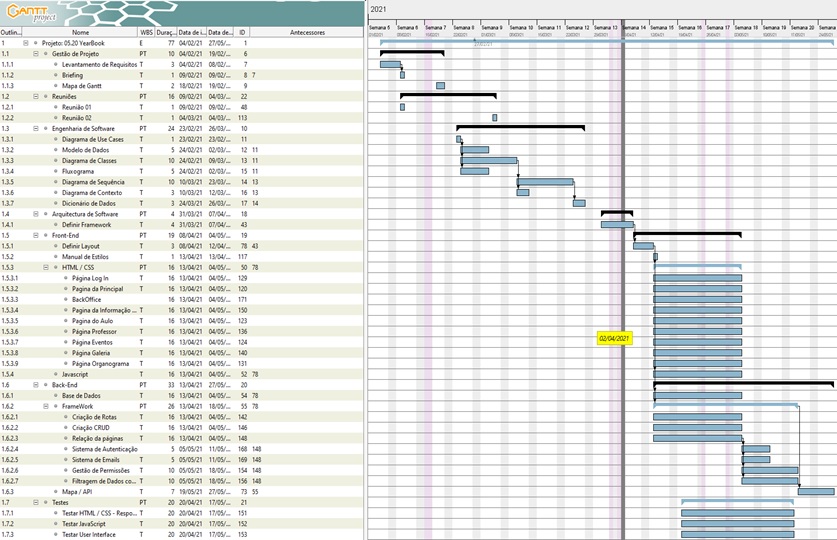 GANTT project
2021
Outlin... Nome WBS Duraç... Data de i... Data de... ID Antecessores
Semana 5 Semana 6 Semana 7 Semana 8 Semana 9 Semana 10 Semana 11 Semana 12 Semana 13 Semana 14 Semana 15 Semana 16 Semana 17 Semana 18 Semana 19 Semana 20
1 Projeto: 05.20 YearBook E 77 04/02/21 27/05/... 1
1.1 Gestão de Projeto PT 10 04/02/21 19/02/... 6
1.1.1 Levantamento de Requisitos T 3 04/02/21 08/02/... 7
1.1.2 Briefing T 1 09/02/21 09/02/... 8 7
1.1.3 Mapa de Gantt T 2 18/02/21 19/02/... 9
1.2 Reuniões PT 16 09/02/21 04/03/... 22
1.2.1 Reunião 01 T 1 09/02/21 09/02/... 48
1.2.2 Reunião 02 T 1 04/03/21 04/03/... 113
1.3 Engenharia de Software PT 24 23/02/21 26/03/... 10
1.3.1 Diagrama de Use Cases T 1 23/02/21 23/02/... 11
1.3.2 Modelo de Dados T 5 24/02/21 02/03/... 12 11
1.3.3 Diagrama de Classes T 10 24/02/21 09/03/... 13 11
1.3.4 Fluxograma T 5 24/02/21 02/03/... 15 11
1.3.5 Diagrama de Sequência T 10 10/03/21 23/03/... 14 13
1.3.6 Diagrama de Contexto T 3 10/03/21 12/03/... 16 13
1.3.7 Dicionário de Dados T 3 24/03/21 26/03/... 17 14
1.4 Arquitectura de Software PT 4 31/03/21 07/04/... 18
1.4.1 Definir Framework T 4 31/03/21 07/04/... 43
1.5 Front-End PT 19 08/04/21 04/05/... 19
1.5.1 Definir Layout T 3 08/04/21 12/04/... 78 43
1.5.2 Manual de Estilos T 1 13/04/21 13/04/... 117
1.5.3 HTML / CSS PT 16 13/04/21 04/05/... 50 78
1.5.3.1 Página Log In T 16 13/04/21 04/05/... 129
1.5.3.2 Página da Principal T 16 13/04/21 04/05/... 120
1.5.3.3 BackOffice 16 13/04/21 04/05/... 171
1.5.3.4 Pagina da Informação ... T 16 13/04/21 04/05/... 150
1.5.3.5 Pagina do Aulo T 16 13/04/21 04/05/... 123
1.5.3.6 Página Professor T 16 13/04/21 04/05/... 136
1.5.3.7 Página Eventos T 16 13/04/21 04/05/... 124
02/04/2021
1.5.3.8 Página Galeria T 16 13/04/21 04/05/... 140
1.5.3.9 Página Organograma T 16 13/04/21 04/05/... 131
1.5.4 Javascript T 16 13/04/21 04/05/... 52 78
1.6 Back-End PT 33 13/04/21 27/05/... 20
1.6.1 Base de Dados T 16 13/04/21 04/05/... 54 78
1.6.2 FrameWork PT 26 13/04/21 18/05/... 55 78
1.6.2.1 Criação de Rotas T 16 13/04/21 04/05/... 142
1.6.2.2 Criação CRUD T 16 13/04/21 04/05/... 146
1.6.2.3 Relação da páginas T 16 13/04/21 04/05/... 148
1.6.2.4 Sistema de Autenticação 5 05/05/21 11/05/... 168 148
1.6.2.5 Sistema de Emails T 5 05/05/21 11/05/... 169 148
1.6.2.6 Gestão de Permissões T 10 05/05/21 18/05/... 154 148
1.6.2.7 Filtragem de Dados co... T 10 05/05/21 18/05/... 156 148
1.6.3 Mapa / API T 7 19/05/21 27/05/... 73 55
1.7 Testes PT 20 20/04/21 17/05/... 21
1.7.1 Testar HTML / CSS - Respo... T 20 20/04/21 17/05/... 151
1.7.2 Testar JavaScript T 20 20/04/21 17/05/... 152
1.7.3 Testar User Interface T 20 20/04/21 17/05/... 153